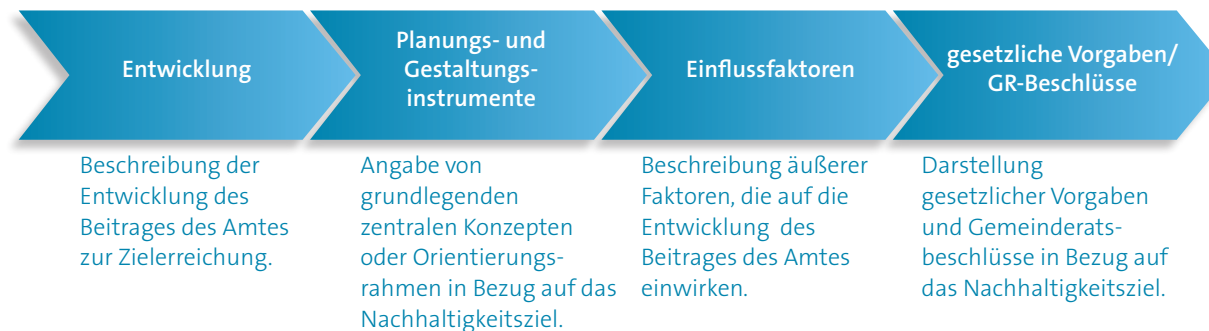 Entwicklung
Planungs- und
Gestaltungs-
instrumente
Einflussfaktoren
gesetzliche Vorgaben/
GR-Beschlüsse
Beschreibung der
Entwicklung des
Beitrages des Amtes
zur Zielerreichung.
Angabe von
grundlegenden
zentralen Konzepten
oder Orientierungs-
rahmen in Bezug auf das
Nachhaltigkeitsziel.
Beschreibung äußerer
Faktoren, die auf die
Entwicklung des
Beitrages des Amtes
einwirken.
Darstellung
gesetzlicher Vorgaben
und Gemeinderats-
beschlüsse in Bezug auf
das Nachhaltigkeitsziel.